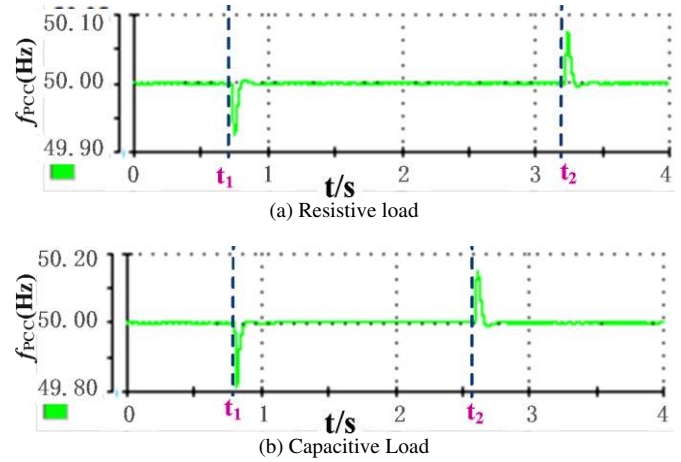 50.10
50.00
49.90
fPCC(Hz)
0 t1 1 2 3 t2 4
t/s
(a) Resistive load
50.20
50.00
49.80
fPCC(Hz)
0 t1 1 2 t2 3 4
t/s
(b) Capacitive Load